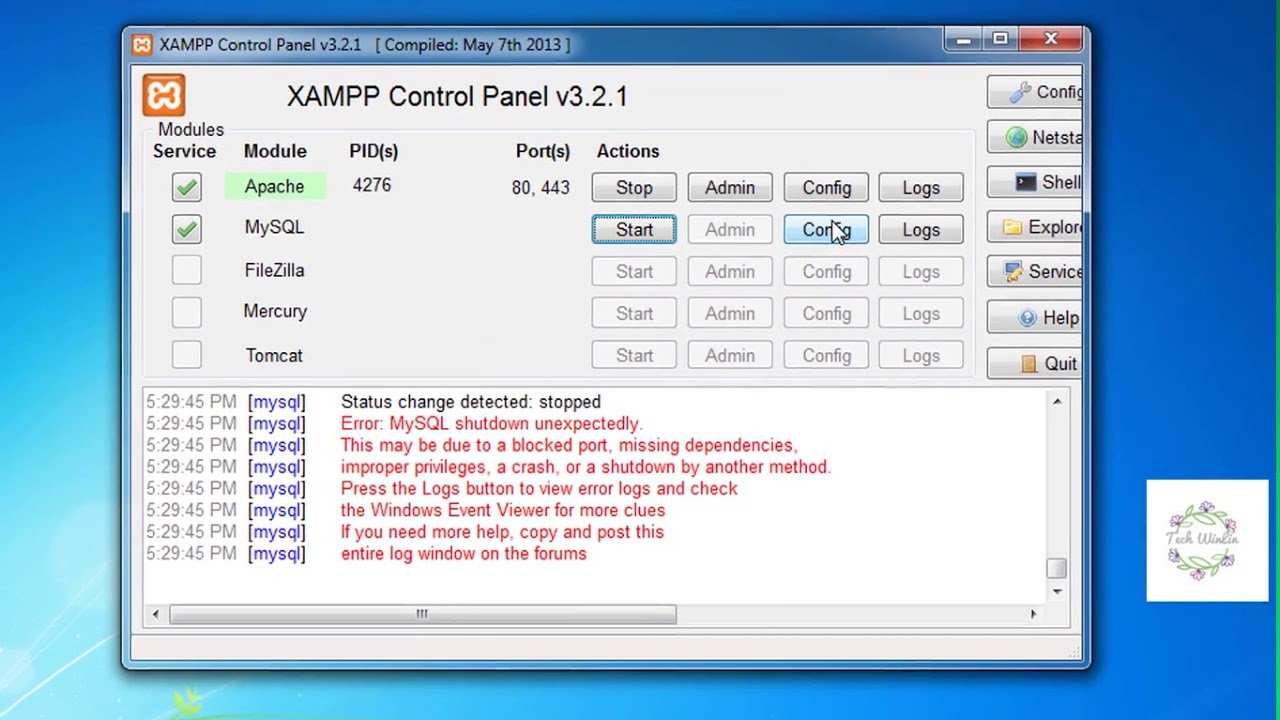 XAMPP Control Panel v3.2.1 [ Compiled: May 7th 2013 ]
XAMPP Control Panel v3.2.1
Config
Modules
Service Module PID(s) Port(s) Actions
Netsta
Apache 4276 80, 443 Stop Admin Config Logs
Shell
MySQL Start Admin Config Logs
Explore
FileZilla Start Admin Config Logs
Service
Mercury Start Admin Config Logs
Help
Tomcat Start Admin Config Logs
Quit
5:29:45 PM [mysql] Status change detected: stopped
5:29:45 PM [mysql] Error: MySQL shutdown unexpectedly.
5:29:45 PM [mysql] This may be due to a blocked port, missing dependencies,
5:29:45 PM [mysql] improper privileges, a crash, or a shutdown by another method.
5:29:45 PM [mysql] Press the Logs button to view error logs and check
5:29:45 PM [mysql] the Windows Event Viewer for more clues
5:29:45 PM [mysql] If you need more help, copy and post this
5:29:45 PM [mysql] entire log window on the forums
Tech WinLin